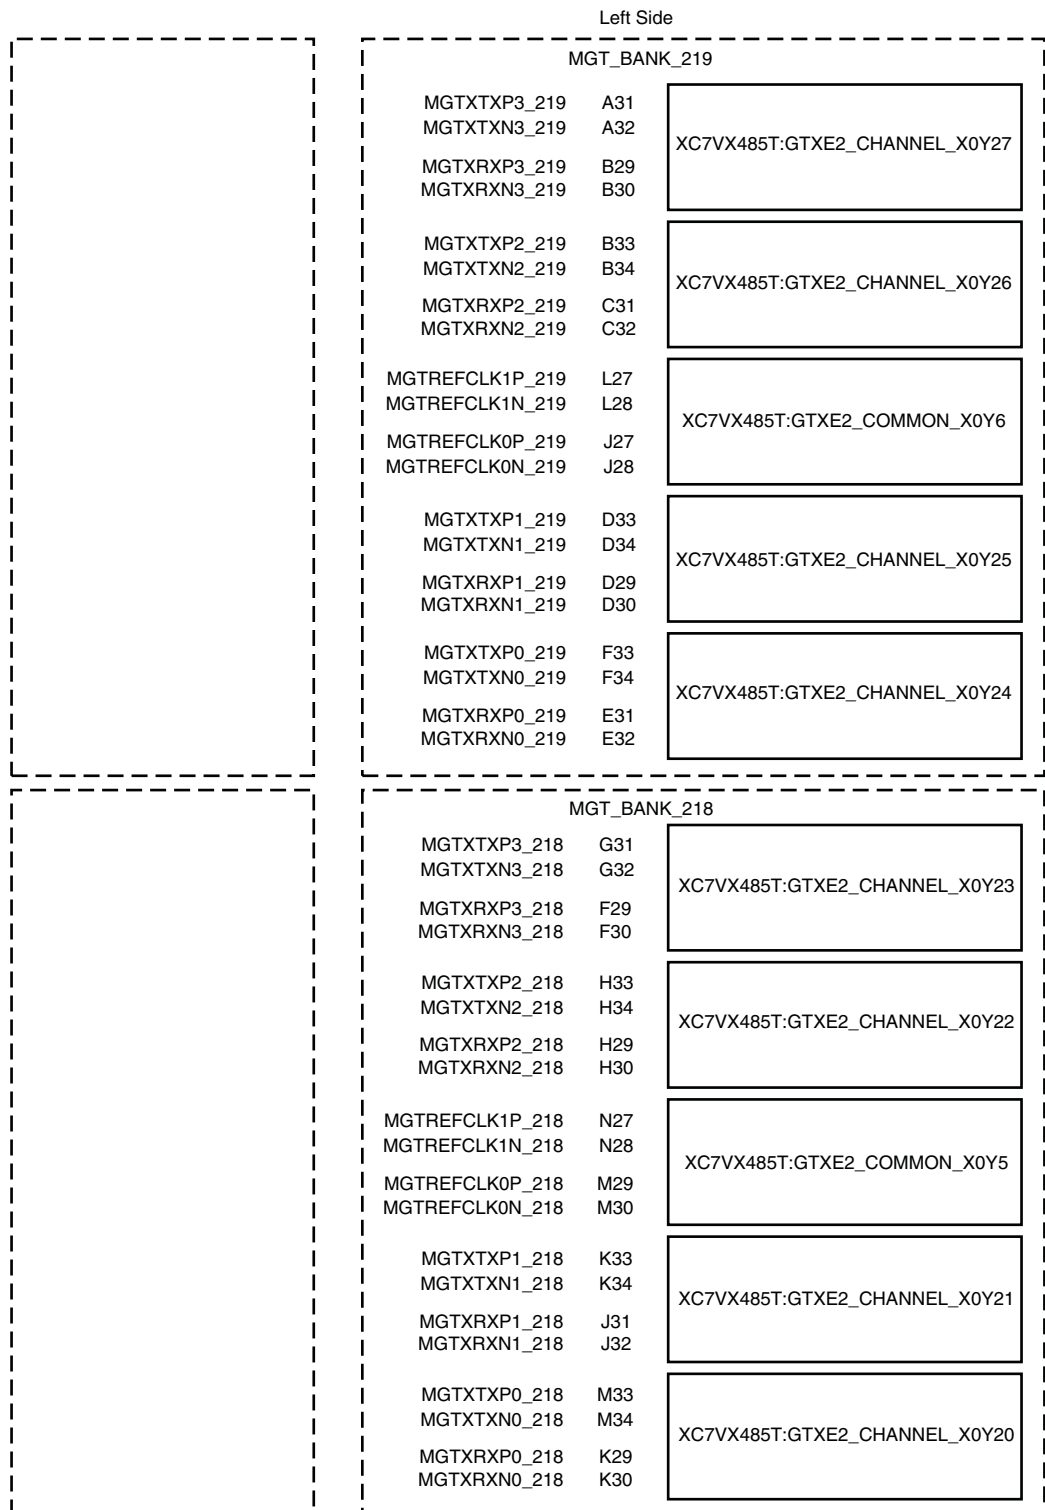 Left Side
MGT_BANK_219
MGTXTXP3_219 A31
MGTXTXN3_219 A32
XC7VX485T:GTXE2_CHANNEL_X0Y27
MGTXRXP3_219 B29
MGTXRXN3_219 B30
MGTXTXP2_219 B33
MGTXTXN2_219 B34
XC7VX485T:GTXE2_CHANNEL_X0Y26
MGTXRXP2_219 C31
MGTXRXN2_219 C32
MGTREFCLK1P_219 L27
MGTREFCLK1N_219 L28
XC7VX485T:GTXE2_COMMON_X0Y6
MGTREFCLK0P_219 J27
MGTREFCLK0N_219 J28
MGTXTXP1_219 D33
MGTXTXN1_219 D34
XC7VX485T:GTXE2_CHANNEL_X0Y25
MGTXRXP1_219 D29
MGTXRXN1_219 D30
MGTXTXP0_219 F33
MGTXTXN0_219 F34
XC7VX485T:GTXE2_CHANNEL_X0Y24
MGTXRXP0_219 E31
MGTXRXN0_219 E32
MGT_BANK_218
MGTXTXP3_218 G31
MGTXTXN3_218 G32
XC7VX485T:GTXE2_CHANNEL_X0Y23
MGTXRXP3_218 F29
MGTXRXN3_218 F30
MGTXTXP2_218 H33
MGTXTXN2_218 H34
XC7VX485T:GTXE2_CHANNEL_X0Y22
MGTXRXP2_218 H29
MGTXRXN2_218 H30
MGTREFCLK1P_218 N27
MGTREFCLK1N_218 N28
XC7VX485T:GTXE2_COMMON_X0Y5
MGTREFCLK0P_218 M29
MGTREFCLK0N_218 M30
MGTXTXP1_218 K33
MGTXTXN1_218 K34
XC7VX485T:GTXE2_CHANNEL_X0Y21
MGTXRXP1_218 J31
MGTXRXN1_218 J32
MGTXTXP0_218 M33
MGTXTXN0_218 M34
XC7VX485T:GTXE2_CHANNEL_X0Y20
MGTXRXP0_218 K29
MGTXRXN0_218 K30